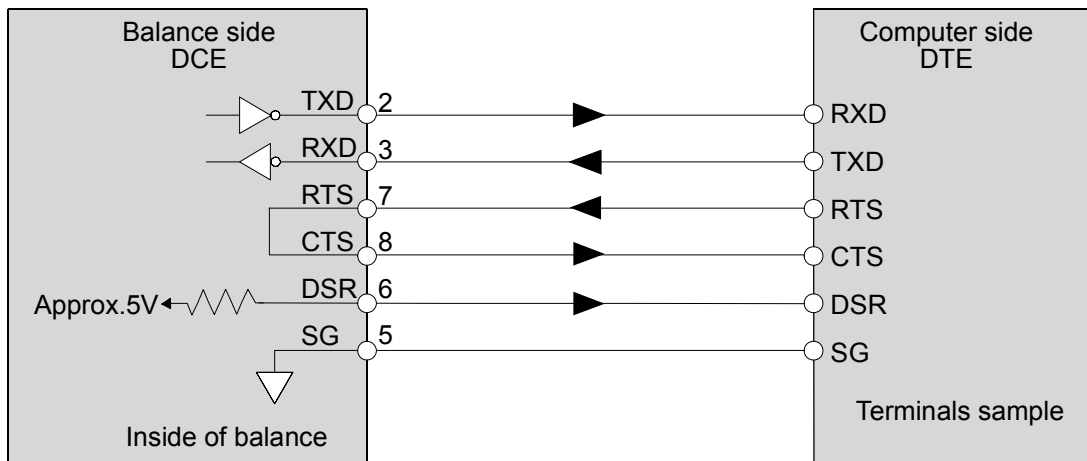 Balance side
DCE
Computer side
DTE
TXD 2 RXD
RXD 3 TXD
RTS 7 RTS
CTS 8 CTS
Approx.5V DSR 6 DSR
SG 5 SG
Terminals sample
Inside of balance